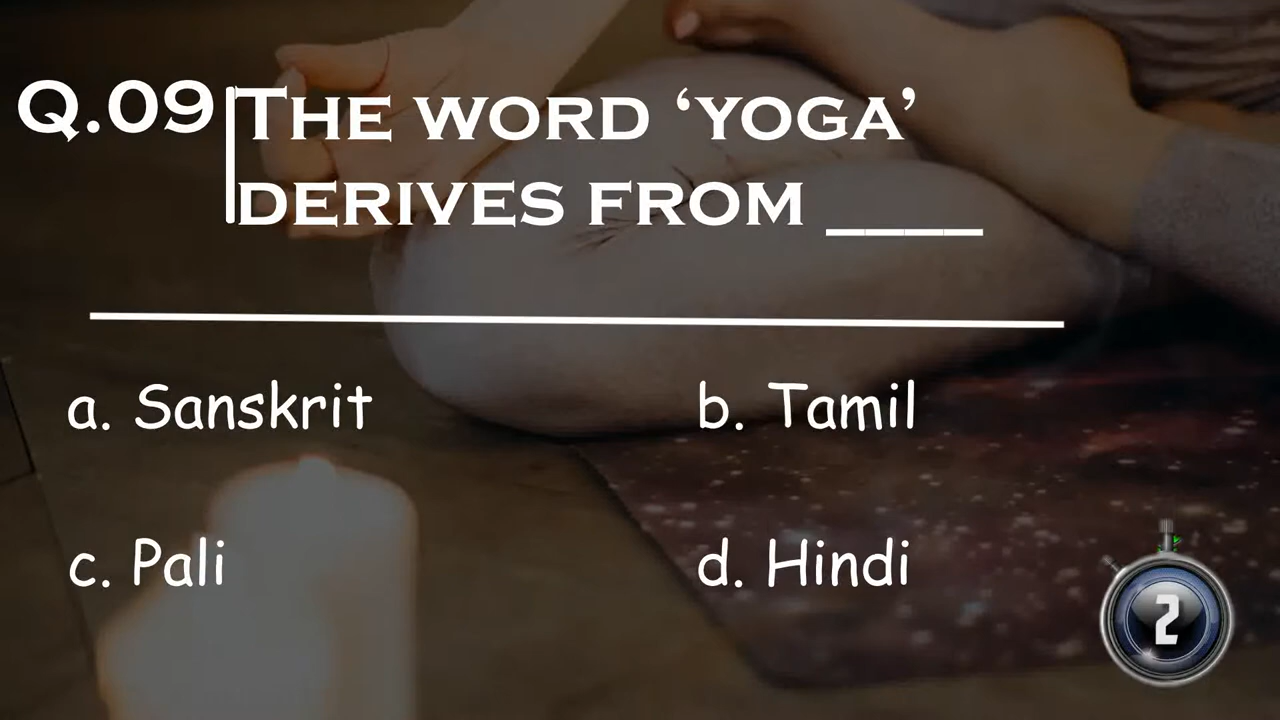 Q.09 THE WORD ‘YOGA’
DERIVES FROM ____
a. Sanskrit
b. Tamil
c. Pali
d. Hindi
2